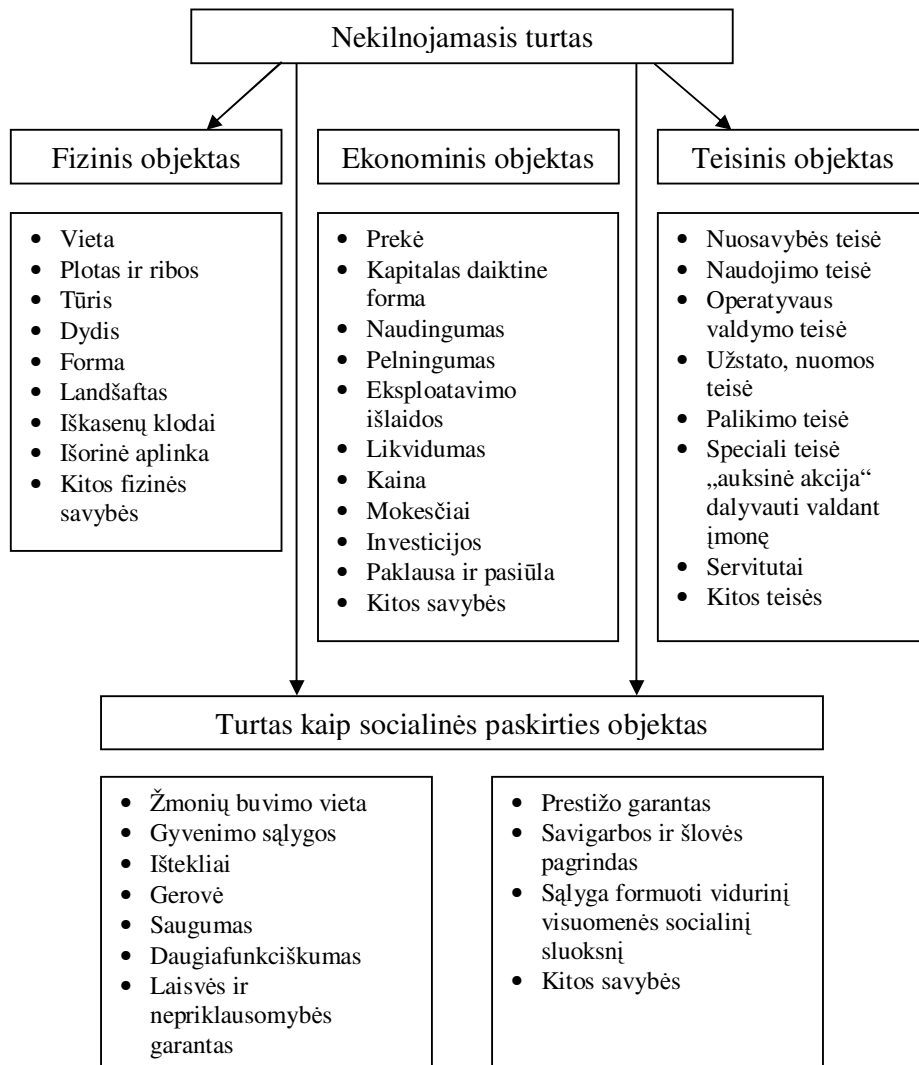 Nekilnojamasis turtas
Fizinis objektas
• Vieta
• Plotas ir ribos
• Tūris
• Dydis
• Forma
• Landšaftas
• Iškasenų klodai
• Išorinė aplinka
• Kitos fizinės
savybės
Ekonominis objektas
• Prekė
• Kapitalas daiktine
forma
• Naudingumas
• Pelningumas
• Eksploatavimo
išlaidos
• Likvidumas
• Kaina
• Mokesčiai
• Investicijos
• Paklausa ir pasiūla
• Kitos savybės
Teisinis objektas
• Nuosavybės teisė
• Naudojimo teisė
• Operatyvaus
valdymo teisė
• Užstato, nuomos
teisė
• Palikimo teisė
• Speciali teisė
„auksinė akcija“
dalyvauti valdant
įmonę
• Servitutai
• Kitos teisės
Turtas kaip socialinės paskirties objektas
• Žmonių buvimo vieta
• Gyvenimo sąlygos
• Ištekliai
• Gerovė
• Saugumas
• Daugiafunkciškumas
• Laisvės ir
nepriklausomybės
garantas
• Prestižo garantas
• Savigarbos ir šlovės
pagrindas
• Sąlyga formuoti vidurinį
visuomenės socialinį
sluoksnį
• Kitos savybės